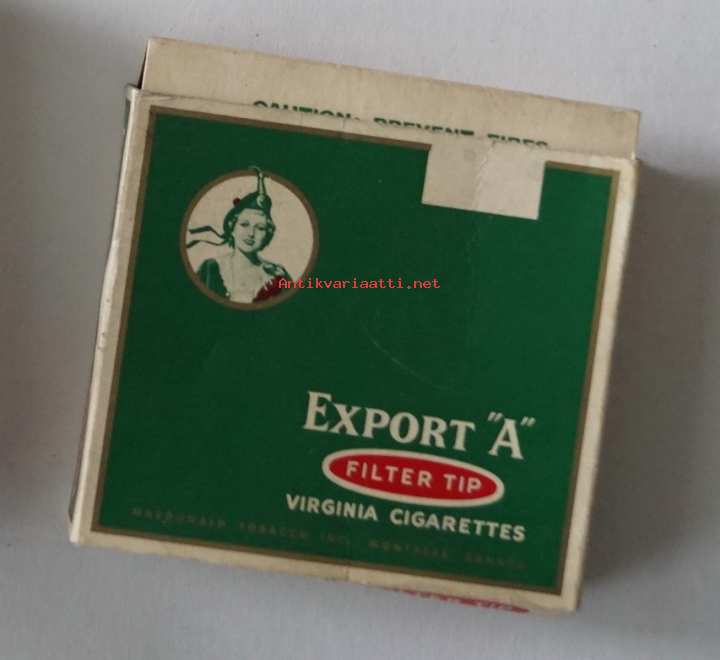 CAUTION: PREVENT FIRES
Antikvariaatti.net
EXPORT "A"
FILTER TIP
VIRGINIA CIGARETTES
MACDONALD TOBACCO INC. MONTREAL CANADA